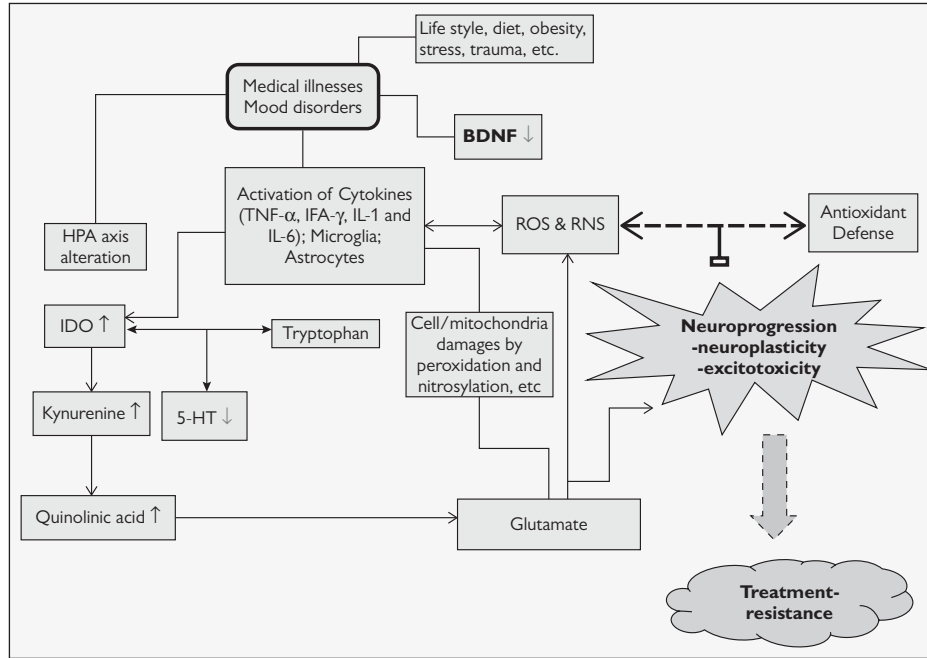 Life style, diet, obesity,
stress, trauma, etc.
Medical illnesses
Mood disorders
BDNF ↓
Activation of Cytokines
(TNF-α, IFA-γ, IL-1 and
IL-6); Microglia;
Astrocytes
ROS & RNS
Antioxidant
Defense
HPA axis
alteration
IDO ↑
Tryptophan
Cell/mitochondria
damages by
peroxidation and
nitrosylation, etc
Neuroprogression
-neuroplasticity
-excitotoxicity
Kynurenine ↑
5-HT ↓
Quinolinic acid ↑
Glutamate
Treatment-
resistance